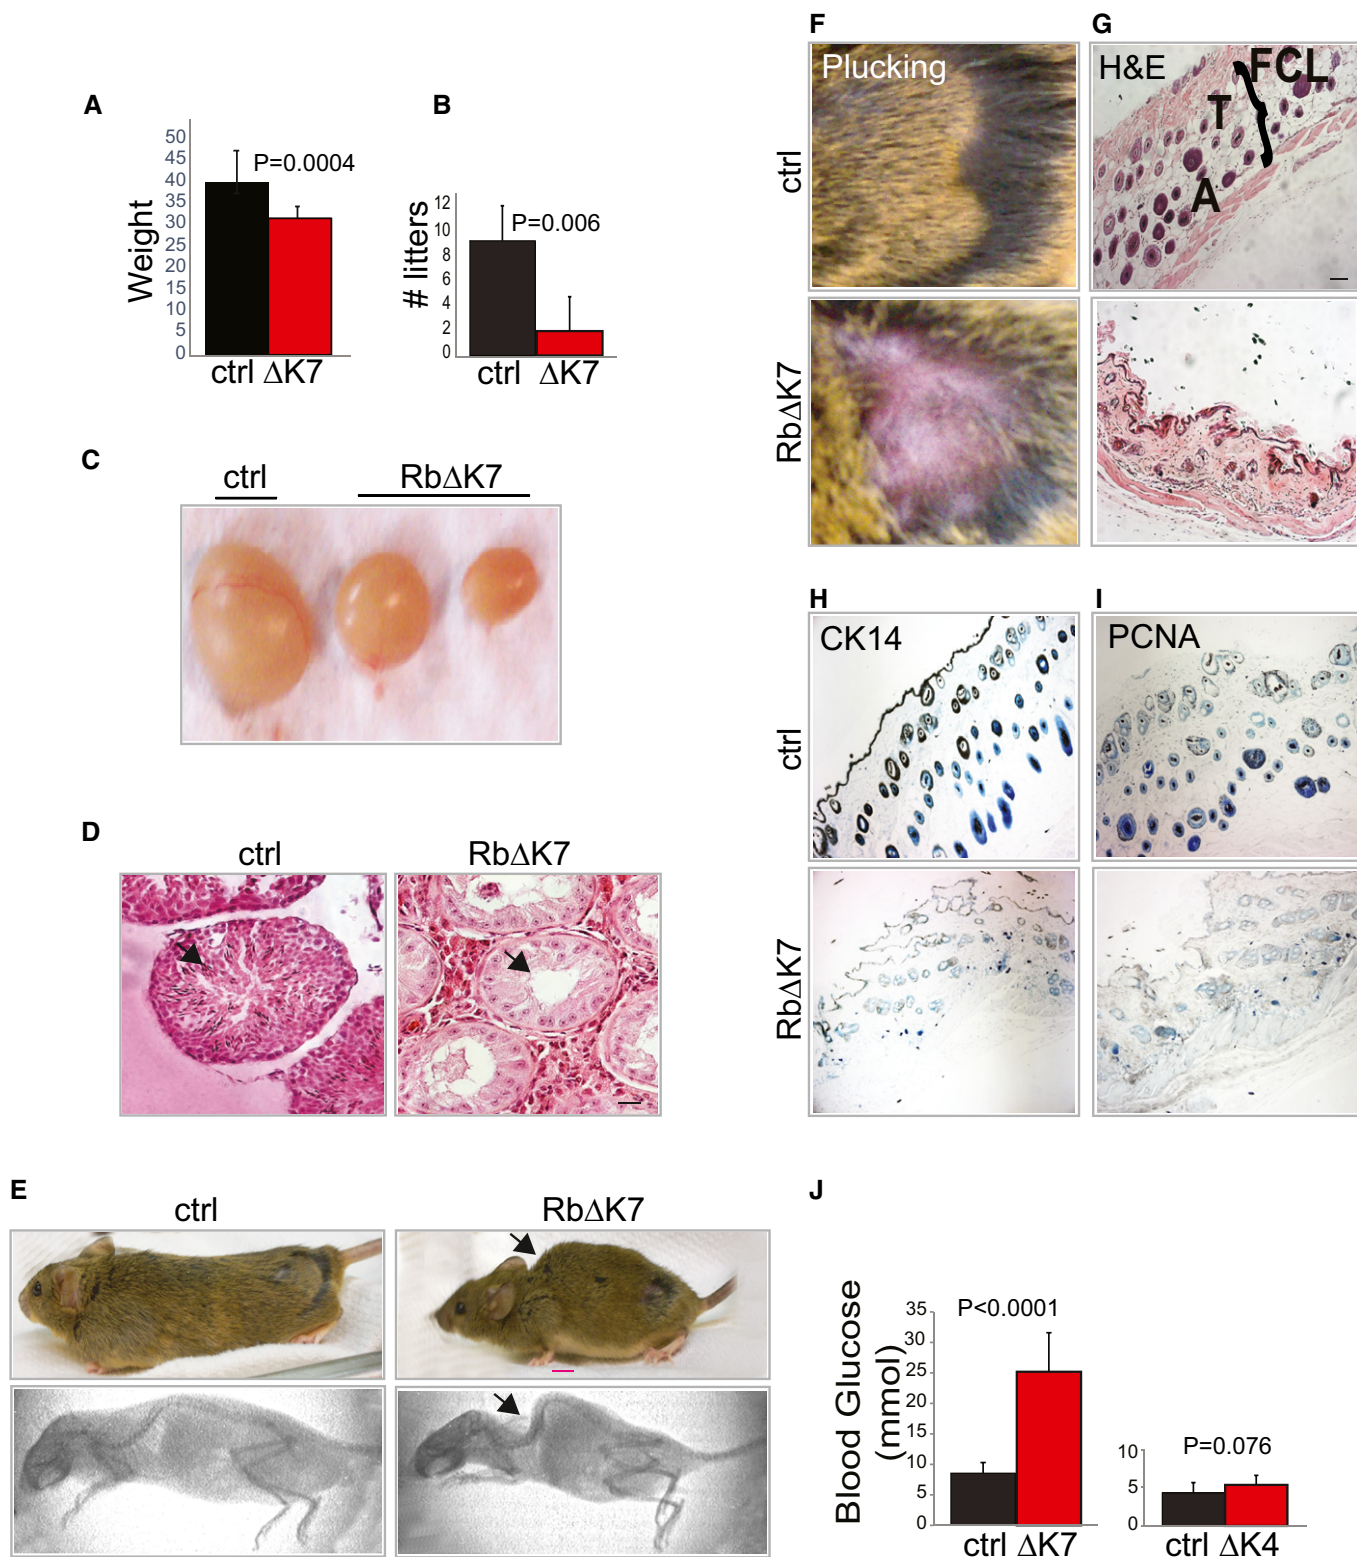 A
Weight
50
45
40
35
30
25
20
15
10
5
0
P=0.0004
ctrl ΔK7
B
# litters
12
10
8
6
4
2
0
P=0.006
ctrl ΔK7
C
ctrl
RbΔK7
D
ctrl
RbΔK7
E
ctrl
RbΔK7
F
G
ctrl
Plucking
H&E
FCL
T
A
RbΔK7
H
I
ctrl
CK14
PCNA
RbΔK7
J
Blood Glucose
(mmol)
35
30
25
20
15
10
5
0
P<0.0001
ctrl ΔK7
10
5
0
P=0.076
ctrl ΔK4